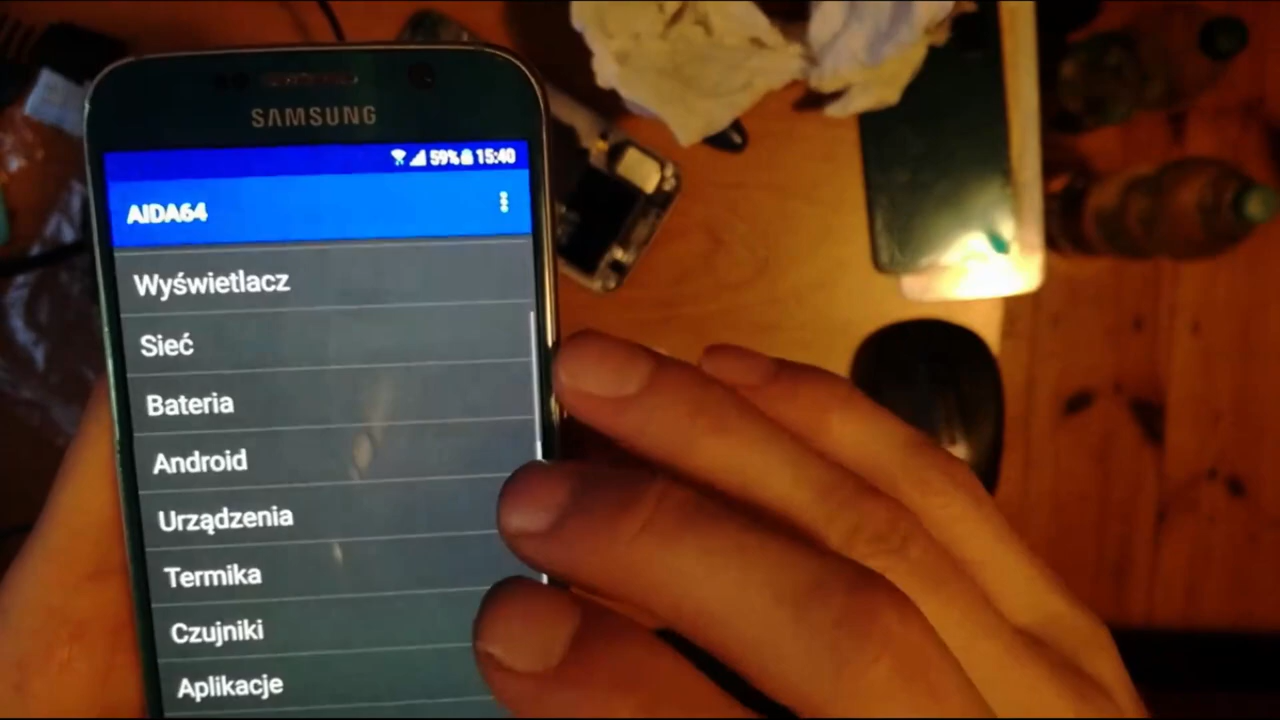 SAMSUNG
59% 15:40
AIDA64
Wyświetlacz
Sieć
Bateria
Android
Urządzenia
Termika
Czujniki
Aplikacje